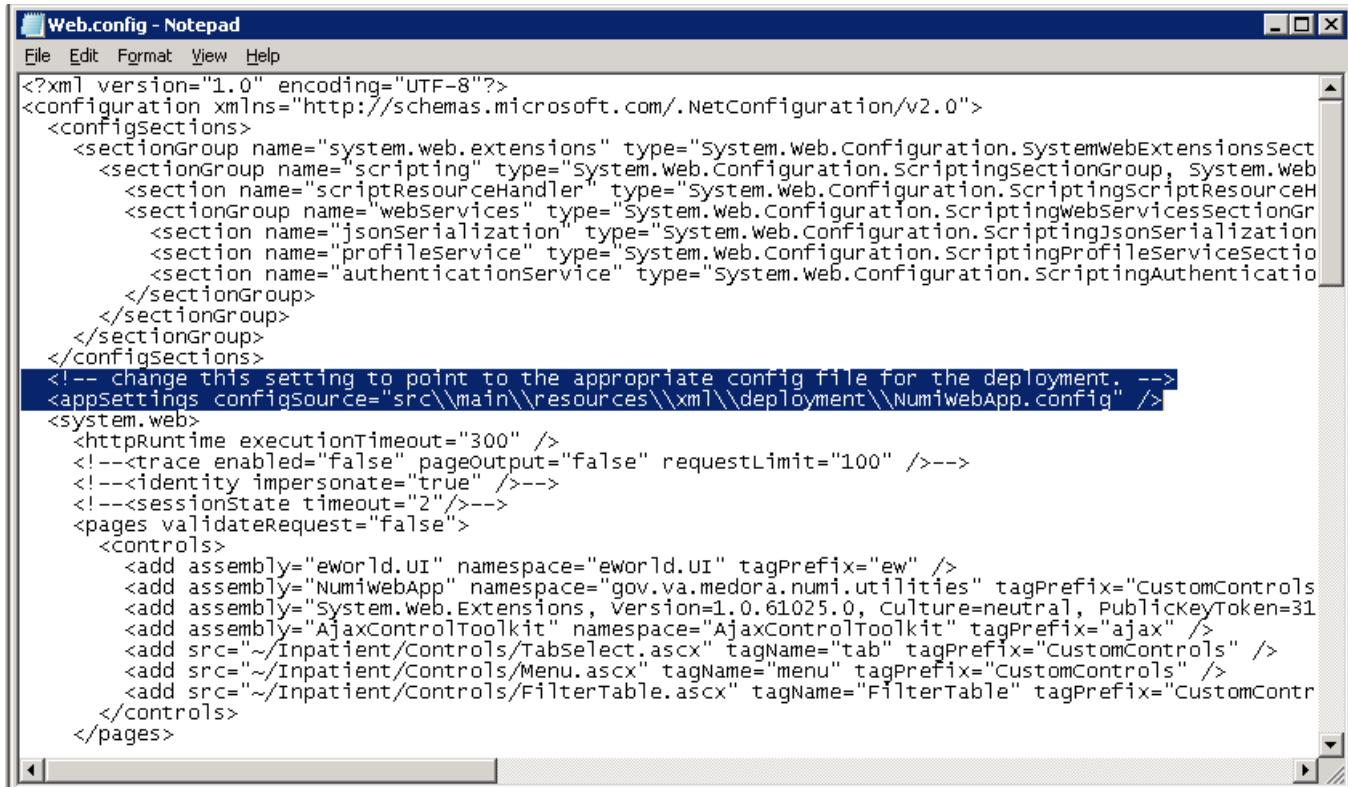 Web.config - Notepad
File Edit Format View Help
<?xml version="1.0" encoding="UTF-8"?>
<configuration xmlns="http://schemas.microsoft.com/.NetConfiguration/v2.0">
  <configSections>
    <sectionGroup name="system.web.extensions" type="System.Web.Configuration.SystemWebExtensionsSect
      <sectionGroup name="scripting" type="System.Web.Configuration.ScriptingSectionGroup, System.Web
        <section name="scriptResourceHandler" type="System.Web.Configuration.ScriptingScriptResourceH
        <sectionGroup name="webServices" type="System.Web.Configuration.ScriptingWebServicesSectionGr
          <section name="jsonSerialization" type="System.Web.Configuration.ScriptingJsonSerialization
          <section name="profileService" type="System.Web.Configuration.ScriptingProfileServiceSectio
          <section name="authenticationService" type="System.Web.Configuration.ScriptingAuthenticatio
        </sectionGroup>
      </sectionGroup>
    </sectionGroup>
  </configSections>
  <!-- change this setting to point to the appropriate config file for the deployment. -->
  <appSettings configSource="src\\main\\resources\\xml\\deployment\\NumiWebApp.config" />
  <system.web>
    <httpRuntime executionTimeout="300" />
    <!--<trace enabled="false" pageOutput="false" requestLimit="100" />-->
    <!--<identity impersonate="true" />-->
    <!--<sessionState timeout="2"/>-->
    <pages validateRequest="false">
      <controls>
        <add assembly="eWorld.UI" namespace="eWorld.UI" tagPrefix="ew" />
        <add assembly="NumiWebApp" namespace="gov.va.medora.numi.utilities" tagPrefix="CustomControls
        <add assembly="System.Web.Extensions, Version=1.0.61025.0, Culture=neutral, PublicKeyToken=31
        <add assembly="AjaxControlToolkit" namespace="AjaxControlToolkit" tagPrefix="ajax" />
        <add src="~/Inpatient/Controls/TabSelect.ascx" tagName="tab" tagPrefix="CustomControls" />
        <add src="~/Inpatient/Controls/Menu.ascx" tagName="menu" tagPrefix="CustomControls" />
        <add src="~/Inpatient/Controls/FilterTable.ascx" tagName="FilterTable" tagPrefix="CustomContr
      </controls>
    </pages>